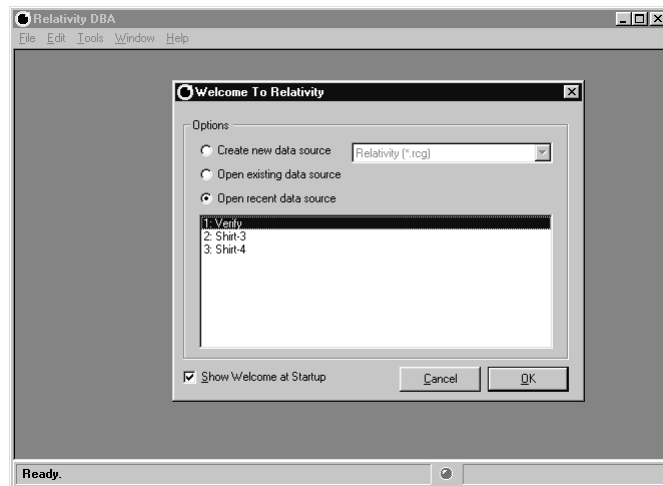 Relativity DBA
File Edit Tools Window Help
Welcome To Relativity
Options
Create new data source Relativity (*.rcg)
Open existing data source
Open recent data source
1: Verify
2: Shirt-3
3: Shirt-4
Show Welcome at Startup Cancel OK
Ready.